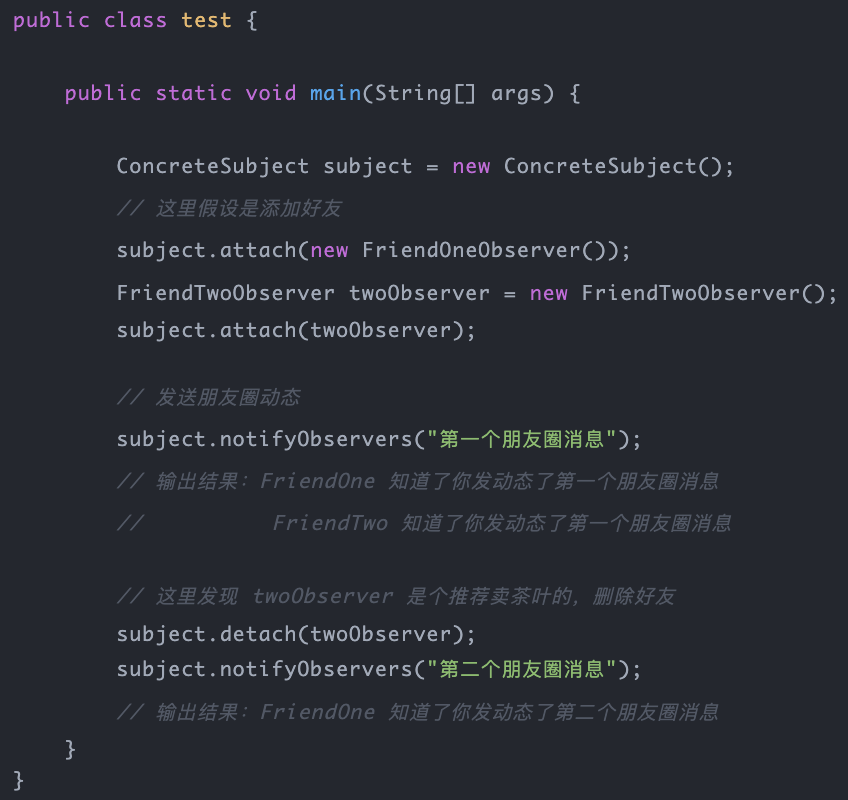 public class test {
public static void main(String[] args) {
ConcreteSubject subject = new ConcreteSubject();
// 这里假设是添加好友
subject.attach(new FriendOneObserver());
FriendTwoObserver twoObserver = new FriendTwoObserver();
subject.attach(twoObserver);
// 发送朋友圈动态
subject.notifyObservers("第一个朋友圈消息");
// 输出结果: FriendOne 知道了你发动态了第一个朋友圈消息
//          FriendTwo 知道了你发动态了第一个朋友圈消息
// 这里发现 twoObserver 是个推荐卖茶叶的，删除好友
subject.detach(twoObserver);
subject.notifyObservers("第二个朋友圈消息");
// 输出结果: FriendOne 知道了你发动态了第二个朋友圈消息
}
}